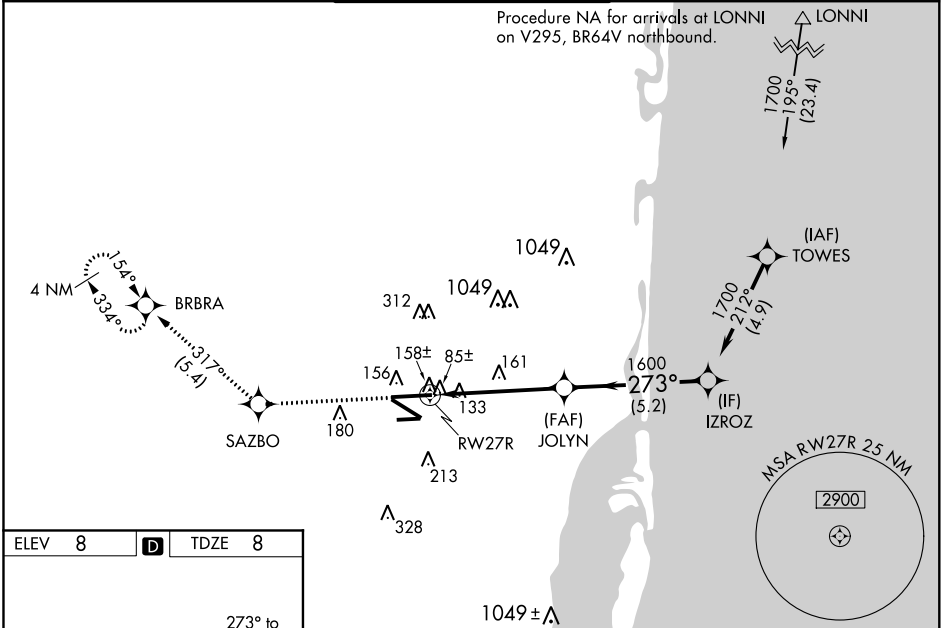 Procedure NA for arrivals at LONNI
on V295, BR64V northbound.
LONNI
1700
195°
(23.4)
(IAF)
TOWES
1700
212°
(4.9)
1049
1049
312
4 NM
154°
334°
BRBRA
317°
(5.4)
158±
85±
161
156
133
1600
273°
(5.2)
(IF)
IZROZ
(FAF)
JOLYN
RW27R
SAZBO
180
213
328
MSA RW27R 25 NM
2900
ELEV 8 D TDZE 8
273° to
1049±